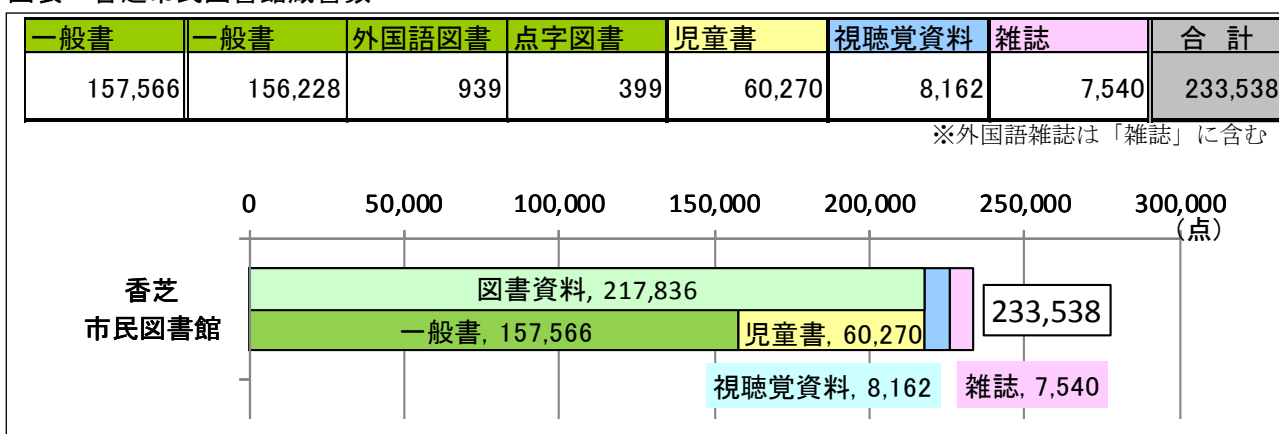 一般書 一般書 外国語図書 点字図書 児童書 視聴覚資料 雑誌 合 計
157,566 156,228 939 399 60,270 8,162 7,540 233,538
※外国語雑誌は「雑誌」に含む
0 50,000 100,000 150,000 200,000 250,000 300,000
(点)
香芝
市民図書館
図書資料, 217,836
一般書, 157,566 児童書, 60,270
233,538
視聴覚資料, 8,162 雑誌, 7,540